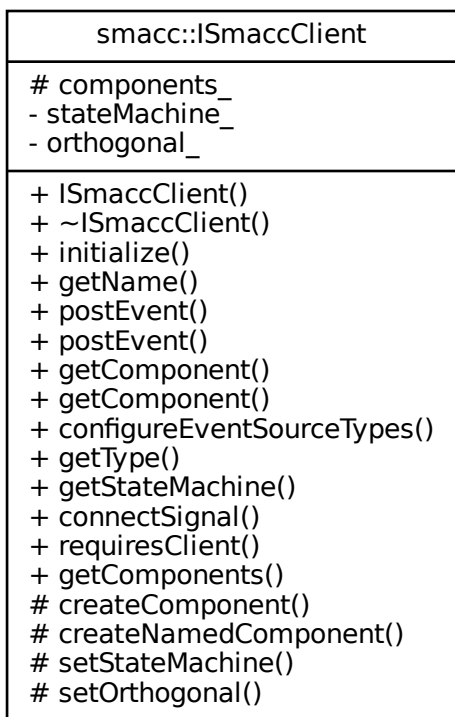 smacc::ISmaccClient
# components_
- stateMachine_
- orthogonal_
+ ISmaccClient()
+ ~ISmaccClient()
+ initialize()
+ getName()
+ postEvent()
+ postEvent()
+ getComponent()
+ getComponent()
+ configureEventSourceTypes()
+ getType()
+ getStateMachine()
+ connectSignal()
+ requiresClient()
+ getComponents()
# createComponent()
# createNamedComponent()
# setStateMachine()
# setOrthogonal()